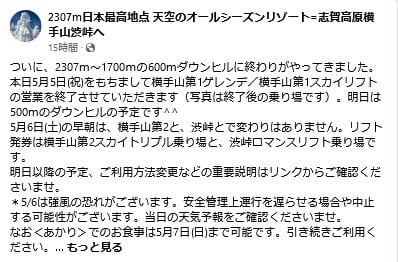 2307m日本最高地点 天空のオールシーズンリゾート=志賀高原横
手山渋峠へ
15時間 ·
ついに、2307m~1700mの600mダウンヒルに終わりがやってきました。
本日5月5日(祝)をもちまして横手山第1ゲレンデ/横手山第1スカイリフト
の営業を終了させていただきます（写真は終了後の乗り場です）。明日は
500mのダウンヒルの予定です^^
5月6日(土)の早朝は、横手山第2と、渋峠とで変わりはありません。リフト
発券は横手山第2スカイトリプル乗り場と、渋峠ロマンスリフト乗り場で
す。
明日以降の予定、ご利用方法変更などの重要説明はリンクからご確認くだ
さいませ。
＊5/6は強風の恐れがございます。安全管理上運行を遅らせる場合や中止
する可能性がございます。当日の天気予報をご確認くださいませ。
なお<あかり>でのお食事は5月7日(日)まで可能です。引き続きご利用く
ださい。... もっと見る